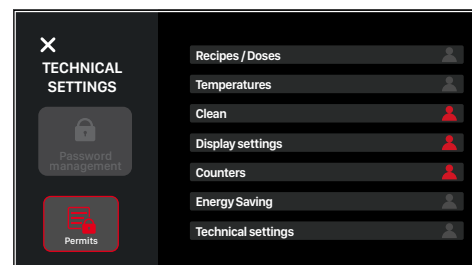 TECHNICAL
SETTINGS
Password
management
Permits
Recipes / Doses
Temperatures
Clean
Display settings
Counters
Energy Saving
Technical settings